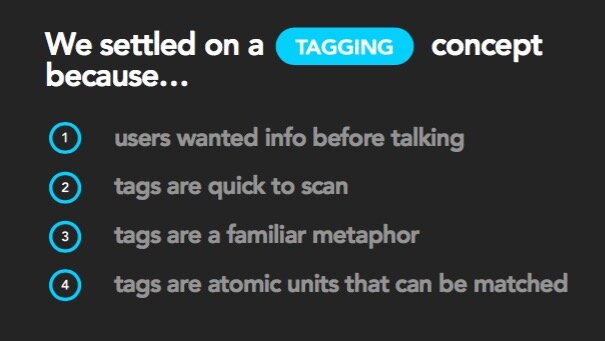 We settled on a TAGGING concept
because...
1 users wanted info before talking
2 tags are quick to scan
3 tags are a familiar metaphor
4 tags are atomic units that can be matched